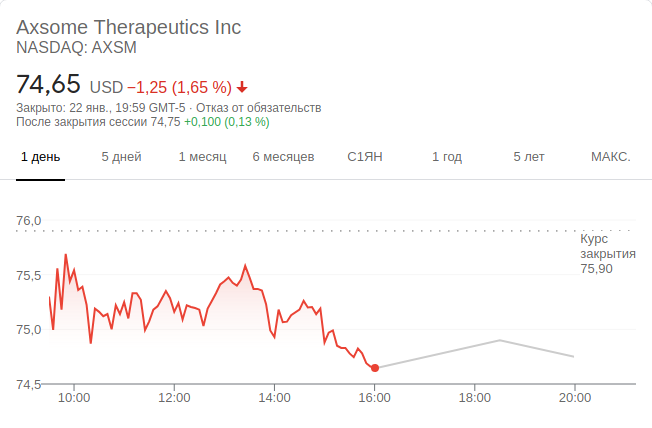 Axsome Therapeutics Inc
NASDAQ: AXSM
74,65 USD −1,25 (1,65 %)
Закрыто: 22 янв., 19:59 GMT-5 · Отказ от обязательств
После закрытия сессии 74,75 +0,100 (0,13 %)
1 день 5 дней 1 месяц 6 месяцев С1ЯН 1 год 5 лет МАКС.
76,0
Курс
закрытия
75,90
75,5
75,0
74,5
10:00 12:00 14:00 16:00 18:00 20:00